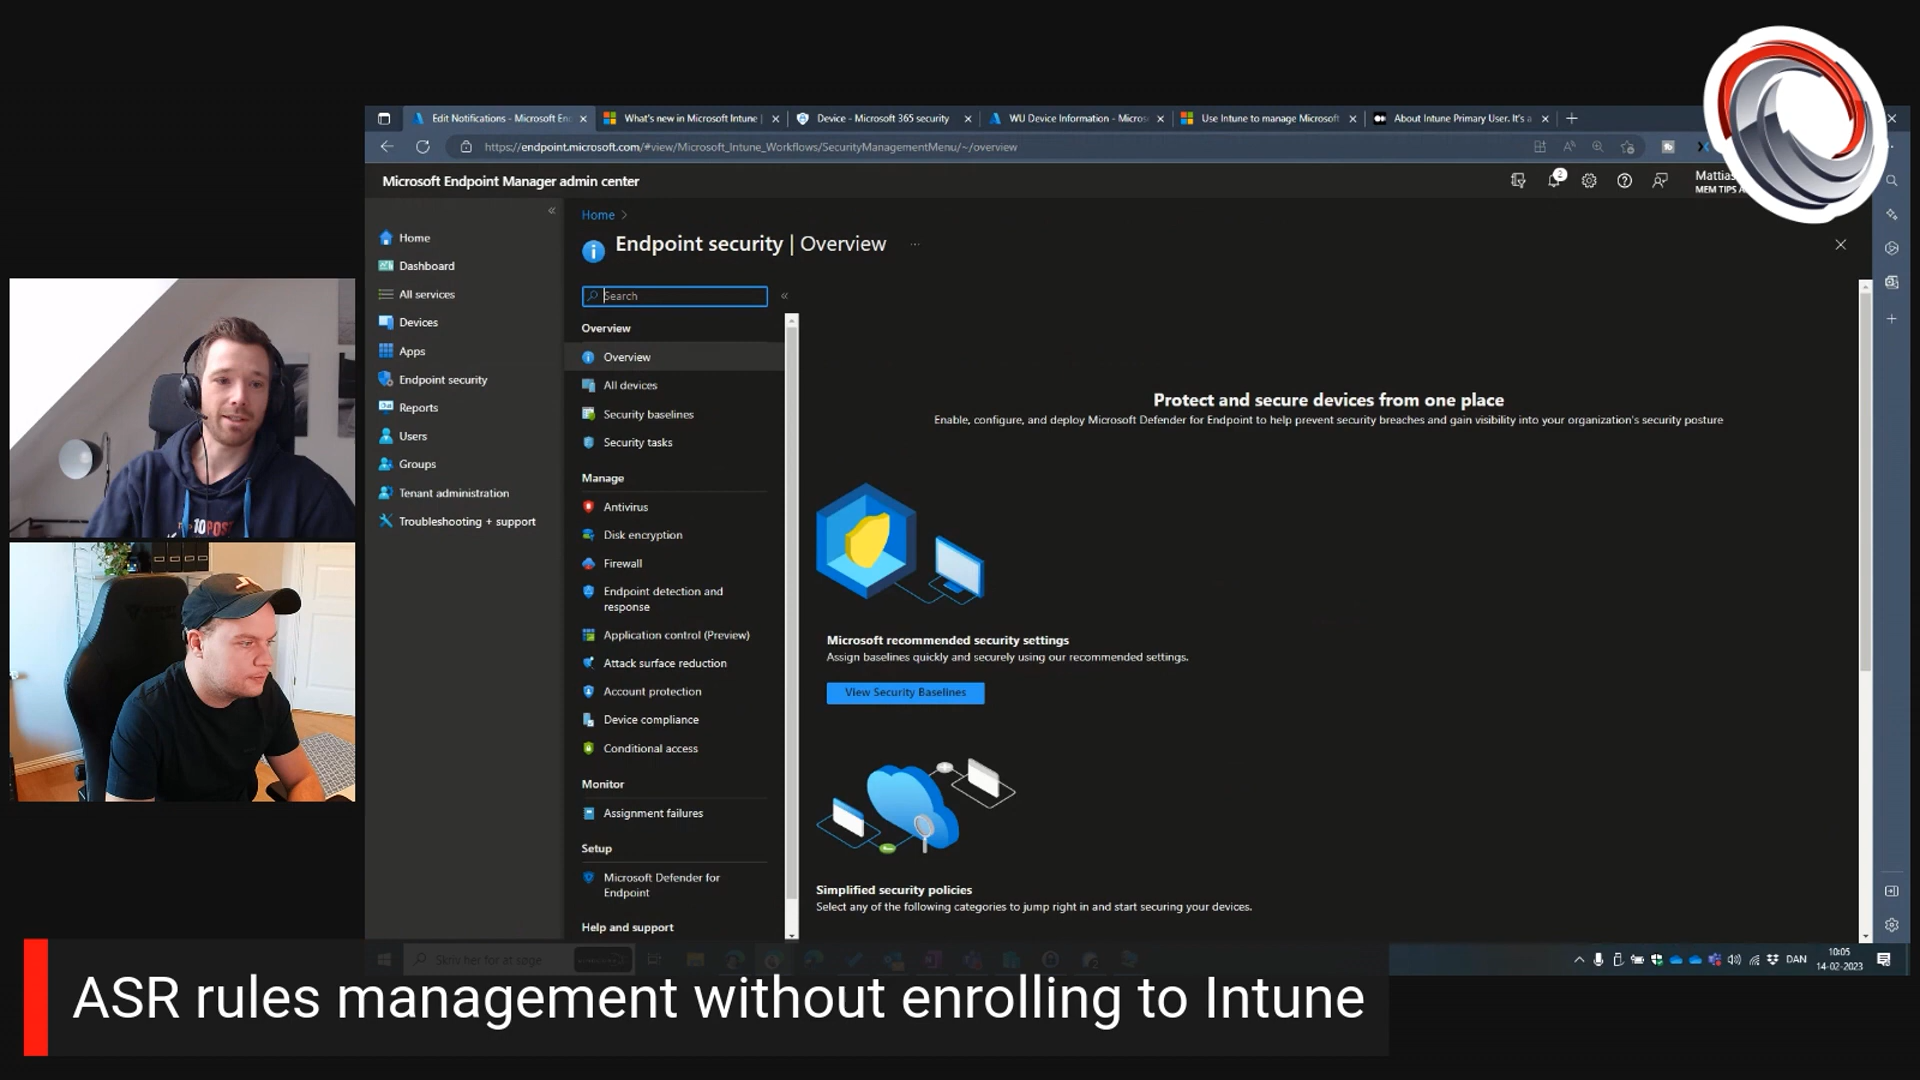 Edit Notifications - Microsoft En
What's new in Microsoft Intune |
Device - Microsoft 365 security
WU Device Information - Micros
Use Intune to manage Microsoft
About Intune Primary User. It's a
https://endpoint.microsoft.com/#view/Microsoft_Intune_Workflows/SecurityManagementMenu/~/overview
Microsoft Endpoint Manager admin center
2
Mattias
MEM TIPS A
Home
Dashboard
All services
Devices
Apps
Endpoint security
Reports
Users
Groups
Tenant administration
Troubleshooting + support
Home >
Endpoint security | Overview
Search
Overview
Overview
All devices
Security baselines
Security tasks
Manage
Antivirus
Disk encryption
Firewall
Endpoint detection and
response
Application control (Preview)
Attack surface reduction
Account protection
Device compliance
Conditional access
Monitor
Assignment failures
Setup
Microsoft Defender for
Endpoint
Help and support
Protect and secure devices from one place
Enable, configure, and deploy Microsoft Defender for Endpoint to help prevent security breaches and gain visibility into your organization's security posture
Microsoft recommended security settings
Assign baselines quickly and securely using our recommended settings.
View Security Baselines
Simplified security policies
Select any of the following categories to jump right in and start securing your devices.
Skriv her for at søge
DAN
10:05
14-02-2023
ASR rules management without enrolling to Intune